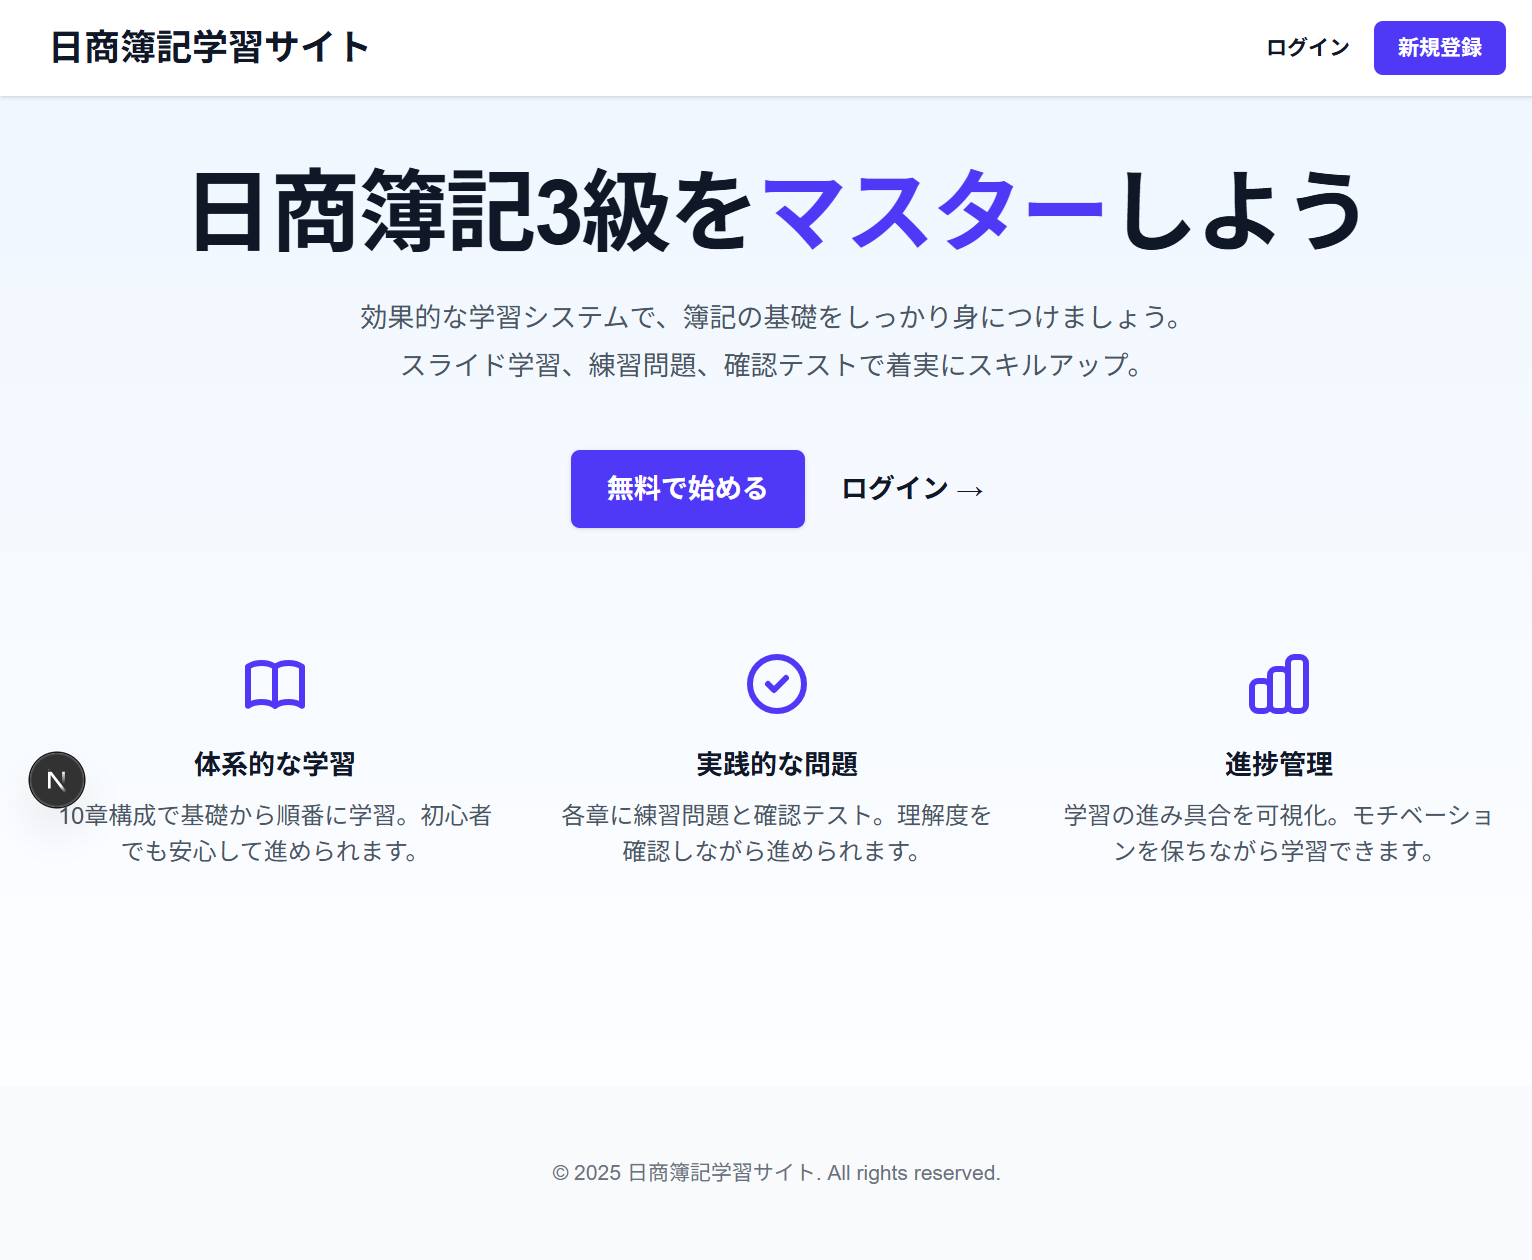 日商簿記学習サイト
ログイン
新規登録
日商簿記3級をマスターしよう
効果的な学習システムで、簿記の基礎をしっかり身につけましょう。
スライド学習、練習問題、確認テストで着実にスキルアップ。
無料で始める
ログイン →
体系的な学習
10章構成で基礎から順番に学習。初心者
でも安心して進められます。
実践的な問題
各章に練習問題と確認テスト。理解度を
確認しながら進められます。
進捗管理
学習の進み具合を可視化。モチベーショ
ンを保ちながら学習できます。
N
© 2025 日商簿記学習サイト. All rights reserved.